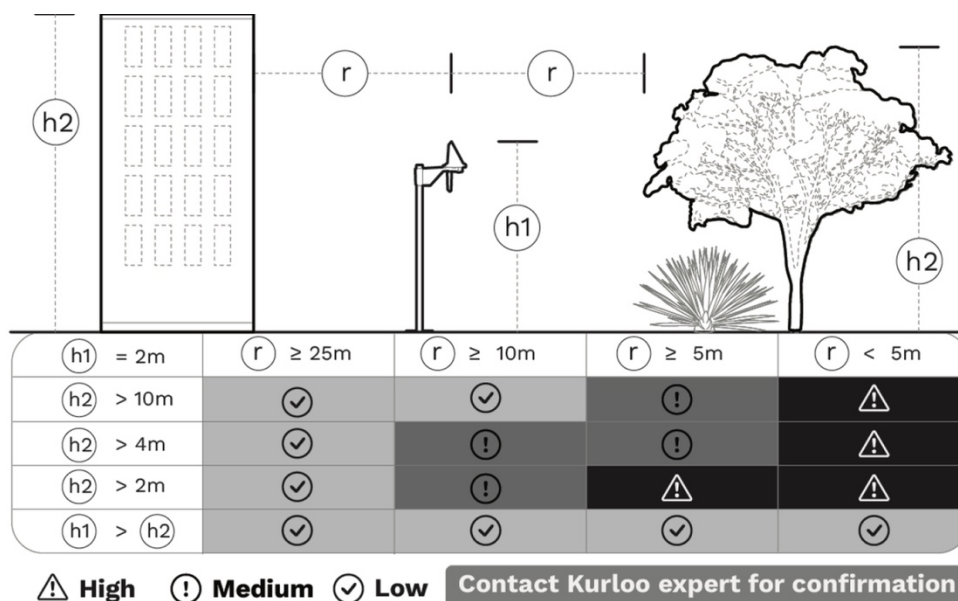 h2
r
r
h1
h2
h1 = 2m
r ≥ 25m
r ≥ 10m
r ≥ 5m
r < 5m
h2 > 10m
h2 > 4m
h2 > 2m
h1 > h2
High
Medium
Low
Contact Kurloo expert for confirmation